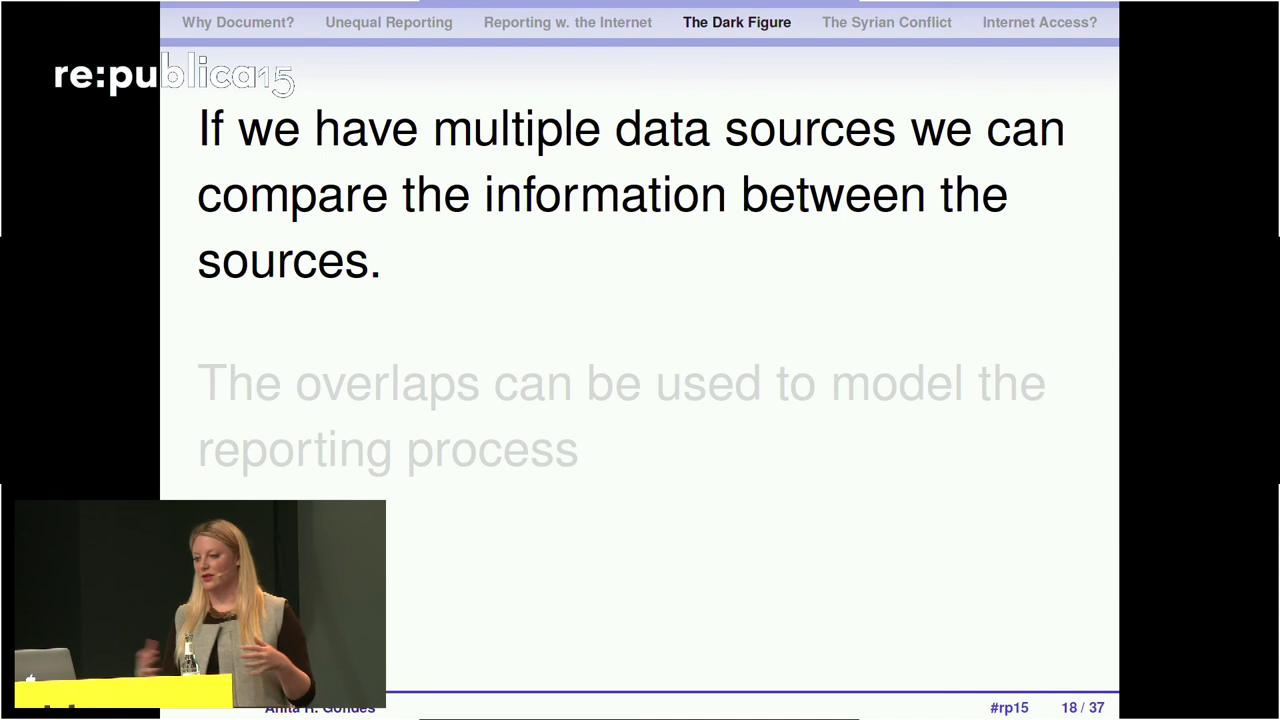 Why Document? Unequal Reporting Reporting w. the Internet The Dark Figure The Syrian Conflict Internet Access?
re:publica15
If we have multiple data sources we can
compare the information between the
sources.
The overlaps can be used to model the
reporting process
#rp15 18 / 37